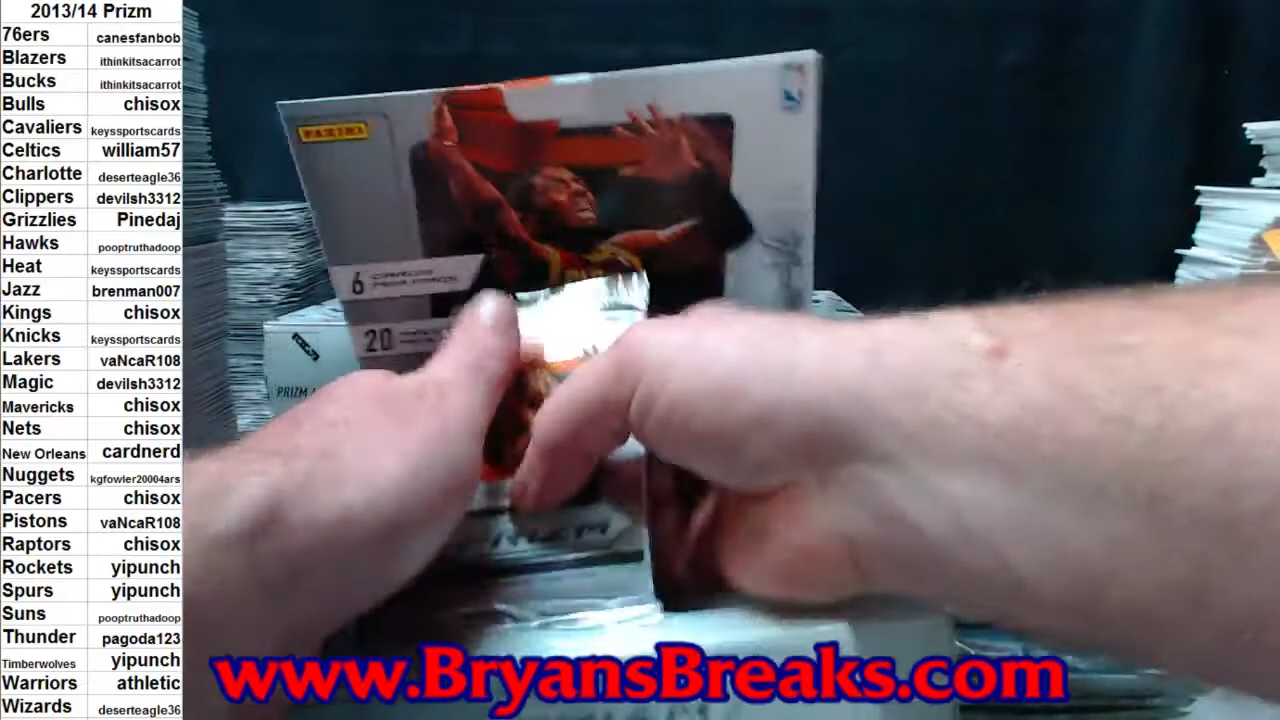 2013/14 Prizm
76ers canesfanbob
Blazers ithinkitsacarrot
Bucks ithinkitsacarrot
Bulls chisox
Cavaliers keyssportscards
Celtics william57
Charlotte deserteagle36
Clippers devilsh3312
Grizzlies Pinedaj
Hawks pooptruthadoop
Heat keyssportscards
Jazz brenman007
Kings chisox
Knicks keyssportscards
Lakers vaNcaR108
Magic devilsh3312
Mavericks chisox
Nets chisox
New Orleans cardnerd
Nuggets kgfowler20004ars
Pacers chisox
Pistons vaNcaR108
Raptors chisox
Rockets yipunch
Spurs yipunch
Suns pooptruthadoop
Thunder pagoda123
Timberwolves yipunch
Warriors athletic
Wizards deserteagle36
PANINI
6
20
PRIZM
www.BryansBreaks.com